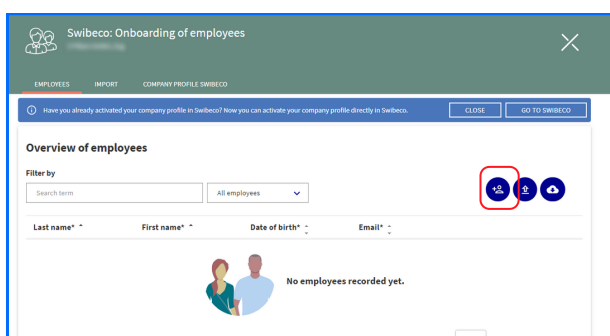 Swibeco: Onboarding of employees
EMPLOYEES IMPORT COMPANY PROFILE SWIBECO
Have you already activated your company profile in Swibeco? Now you can activate your company profile directly in Swibeco. CLOSE GO TO SWIBECO
Overview of employees
Filter by
Search term All employees
Last name* First name* Date of birth* Email*
No employees recorded yet.